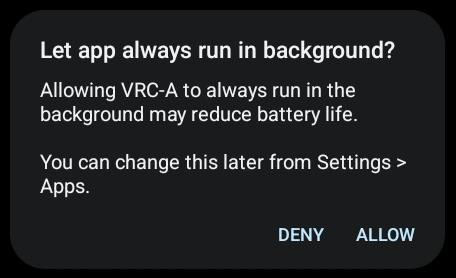 Let app always run in background?
Allowing VRC-A to always run in the
background may reduce battery life.
You can change this later from Settings >
Apps.
DENY ALLOW